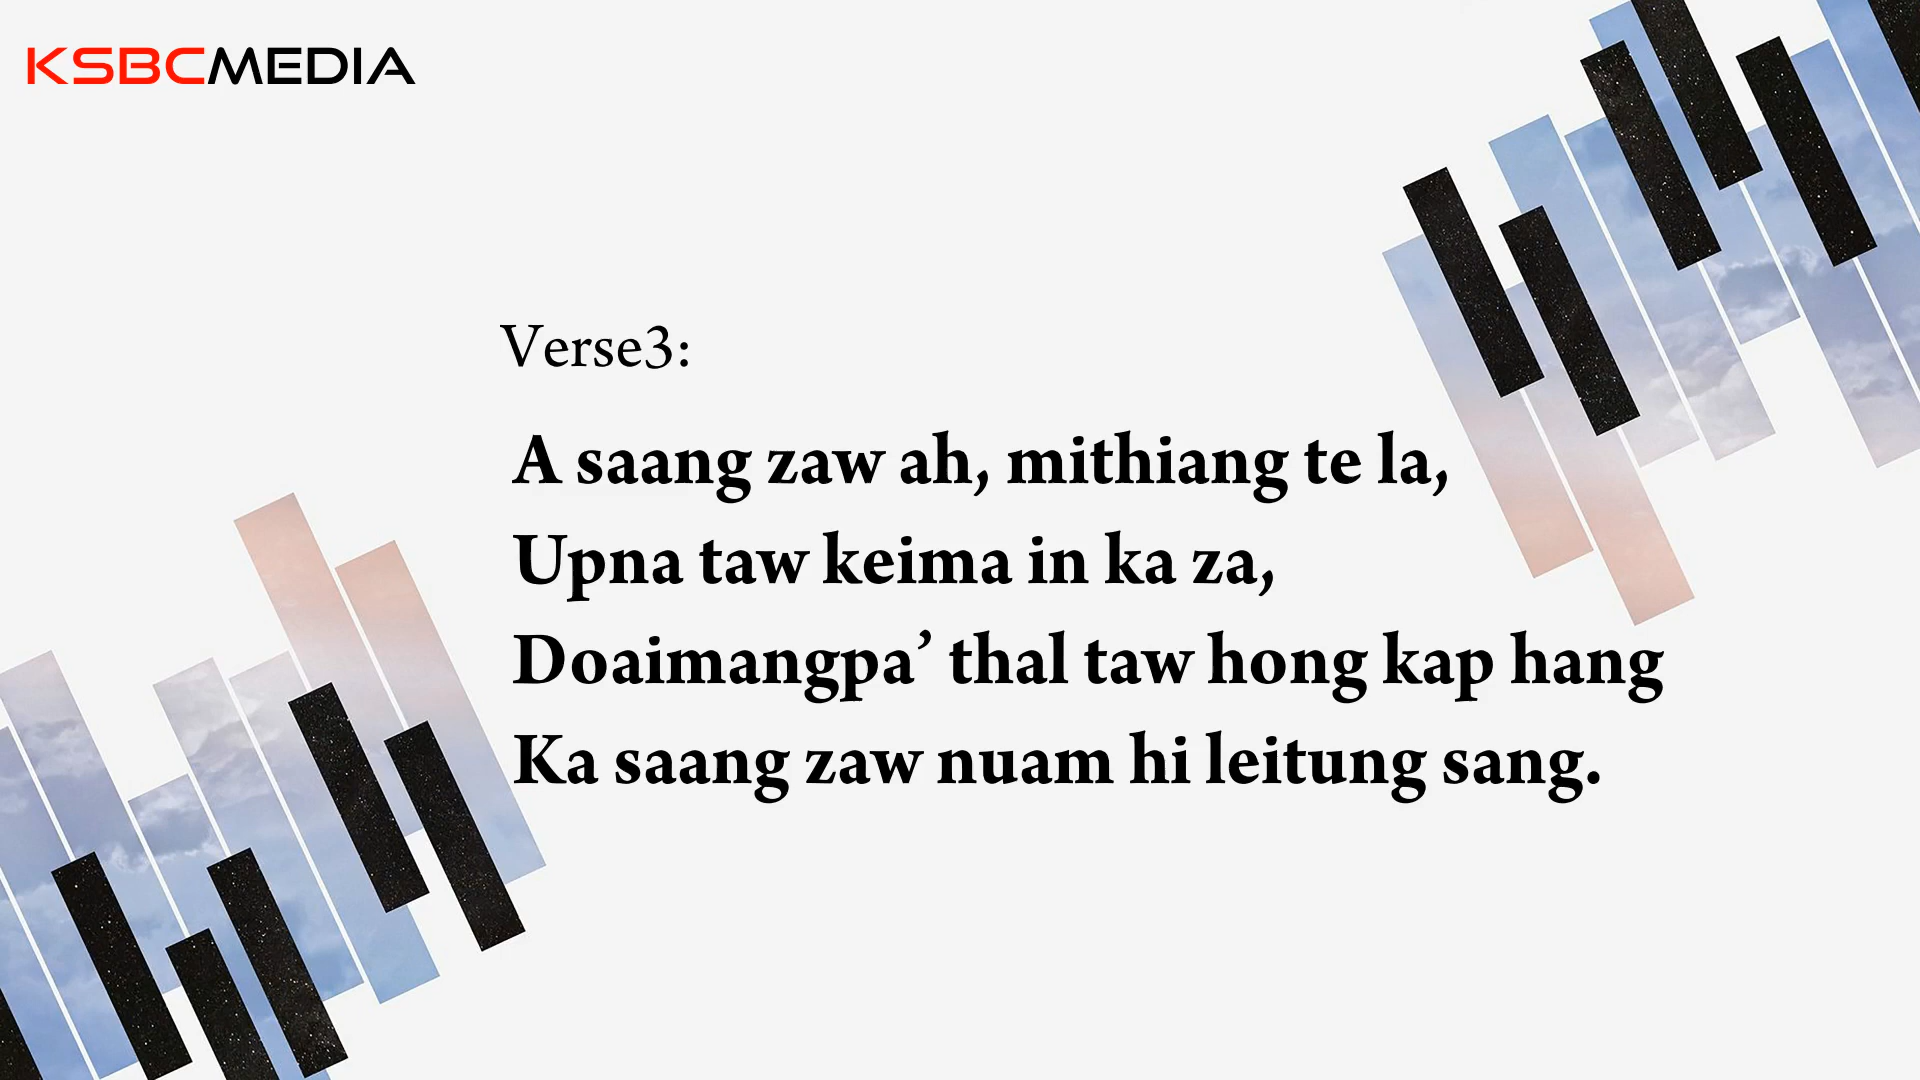 KSBCMEDIA
Verse3:
A saang zaw ah, mithiang te la,
Upna taw keima in ka za,
Doaimangpa’ thal taw hong kap hang
Ka saang zaw nuam hi leitung sang.